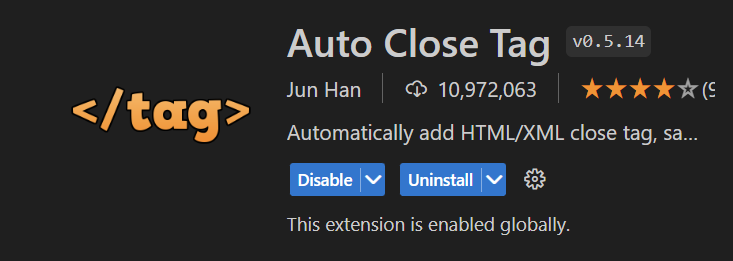 Auto Close Tag v0.5.14
</tag>
Jun Han 10,972,063 (9
Automatically add HTML/XML close tag, sa...
Disable Uninstall
This extension is enabled globally.